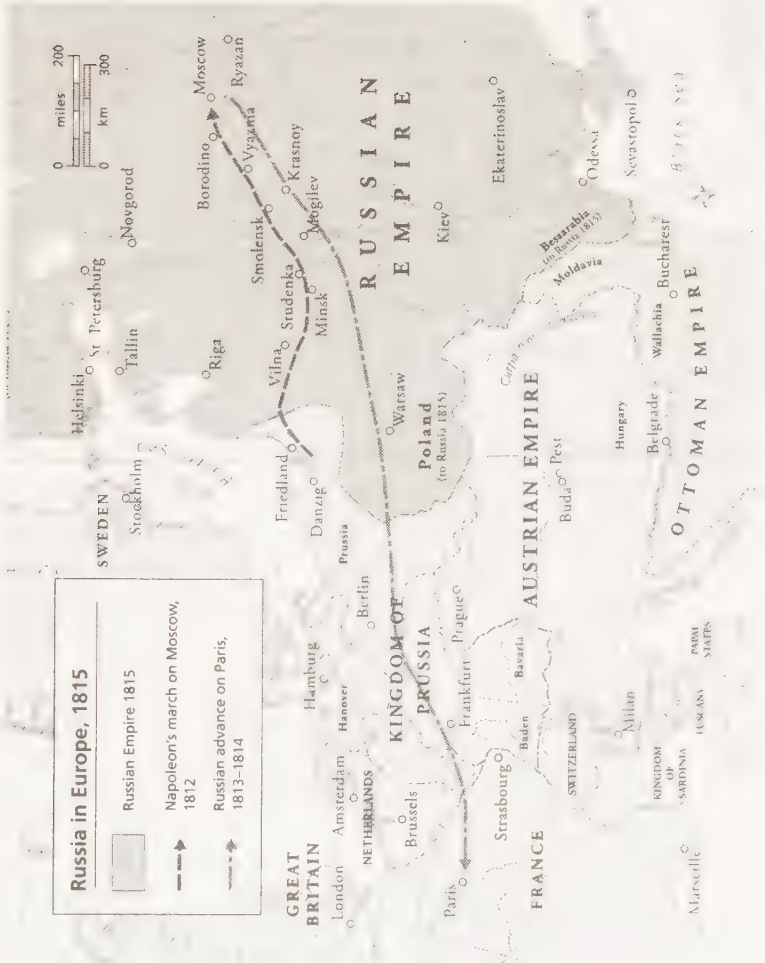 Russia in Europe, 1815
Russian Empire 1815
Napoleon's march on Moscow,
1812
Russian advance on Paris,
1813–1814
0 miles 200
0 km 300
SWEDEN
Stockholm
Helsinki
St Petersburg
Tallin
Novgorod
Riga
Moscow
Borodino
Ryazan
Vyazma
Smolensk
Krasnoy
Mogilev
Studenka
Minsk
Vilna
Friedland
Danzig
RUSSIAN
EMPIRE
GREAT
BRITAIN
London
Amsterdam
NETHERLANDS
Brussels
Hamburg
Hanover
Berlin
Prussia
KINGDOM OF
PRUSSIA
Warsaw
Poland
(to Russia 1815)
Kiev
Ekaterinoslav
Paris
Frankfurt
Prague
Strasbourg
Baden
Bavaria
FRANCE
AUSTRIAN EMPIRE
Buda
Pest
Hungary
Bessarabia
(to Russia 1815)
Moldavia
Odessa
Sevastopol
SWITZERLAND
Milan
KINGDOM
OF
SARDINIA
TUSCANY
PAPAL
STATES
Marseille
Belgrade
Wallachia
Bucharest
OTTOMAN EMPIRE